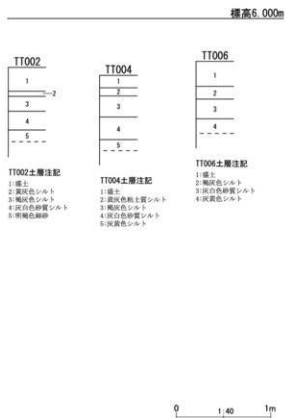 標高6.000m
TT002
1
2
3
4
5
TT002土層注記
1:盛土
2:黄灰色シルト
3:褐灰色シルト
4:灰白色砂質シルト
5:明褐色細砂
TT004
1
2
3
4
5
TT004土層注記
1:盛土
2:黄灰色粘土質シルト
3:褐灰色シルト
4:灰白色砂質シルト
5:灰黄色シルト
TT006
1
2
3
4
TT006土層注記
1:盛土
2:褐灰色シルト
3:灰白色砂質シルト
4:灰黄色シルト
0 1:40 1m